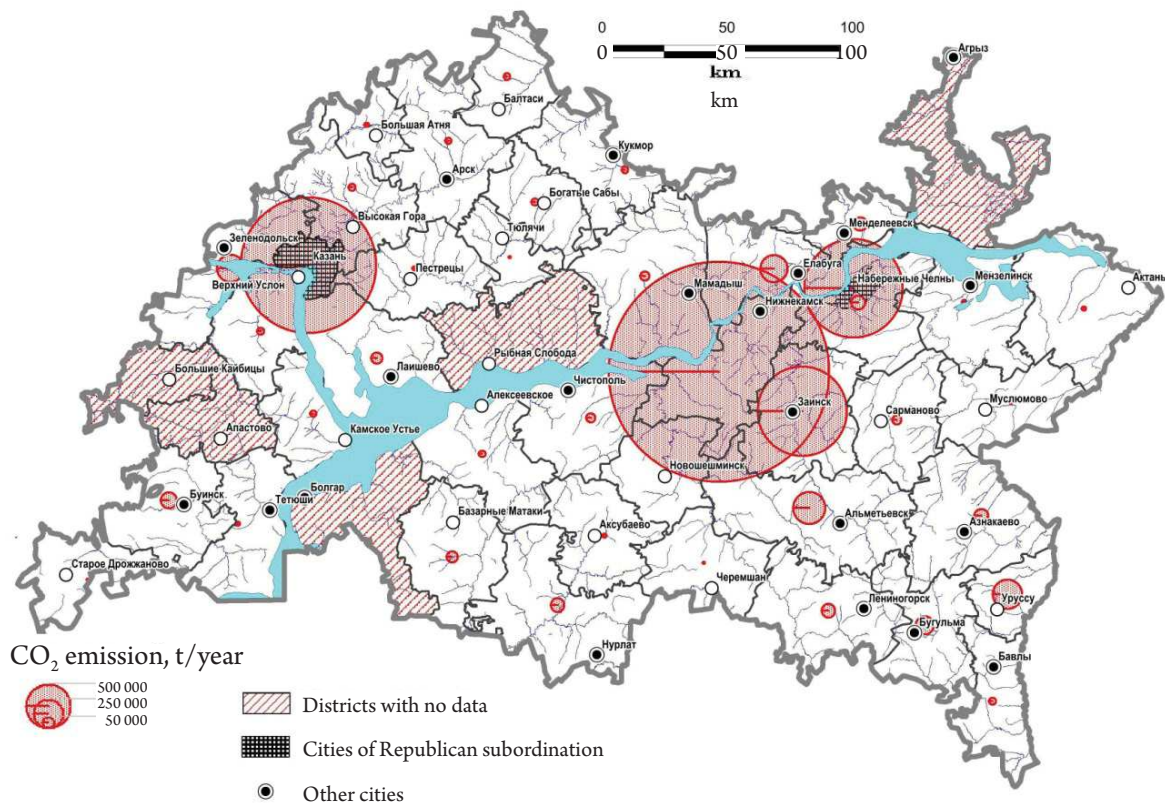 0 50 100
0 50 100
km
km
Агрыз
Балтаси
Большая Атня
Кукмор
Арск
Богатые Сабы
Высокая Гора
Тюлячи
Менделеевск
Зеленодольск
Казань
Елабуга
Пестрецы
Набережные Челны
Мензелинск
Актаны
Верхний Услон
Мамадыш
Нижнекамск
Рыбная Слобода
Большие Кайбицы
Лаишево
Чистополь
Алексеевское
Заинск
Сарманово
Муслюмово
Апастово
Камское Устье
Новошешминск
Буинск
Тетюши
Болгар
Базарные Матаки
Аксубаево
Альметьевск
Азнакаево
Старое Дрожжаново
Черемшан
Лениногорск
Уруссу
Бугульма
Нурлат
Бавлы
CO₂ emission, t/year
500 000
250 000
50 000
Districts with no data
Cities of Republican subordination
Other cities